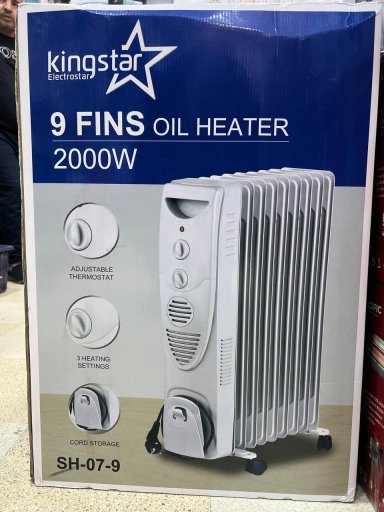 kingstar
Electrostar
9 FINS OIL HEATER
2000W
ADJUSTABLE
THERMOSTAT
3 HEATING
SETTINGS
CORD STORAGE
SH-07-9